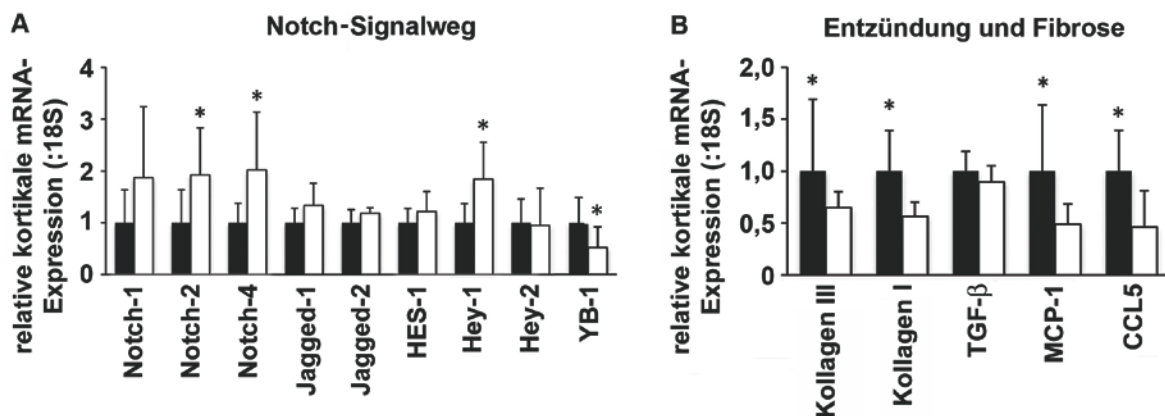 A
Notch-Signalweg
relative kortikale mRNA-
Expression (:18S)
4
3
2
1
0
*
*
*
*
Notch-1
Notch-2
Notch-4
Jagged-1
Jagged-2
HES-1
Hey-1
Hey-2
YB-1
B
Entzündung und Fibrose
relative kortikale mRNA-
Expression (:18S)
2,0
1,5
1,0
0,5
0
*
*
*
*
Kollagen III
Kollagen I
TGF-β
MCP-1
CCL5